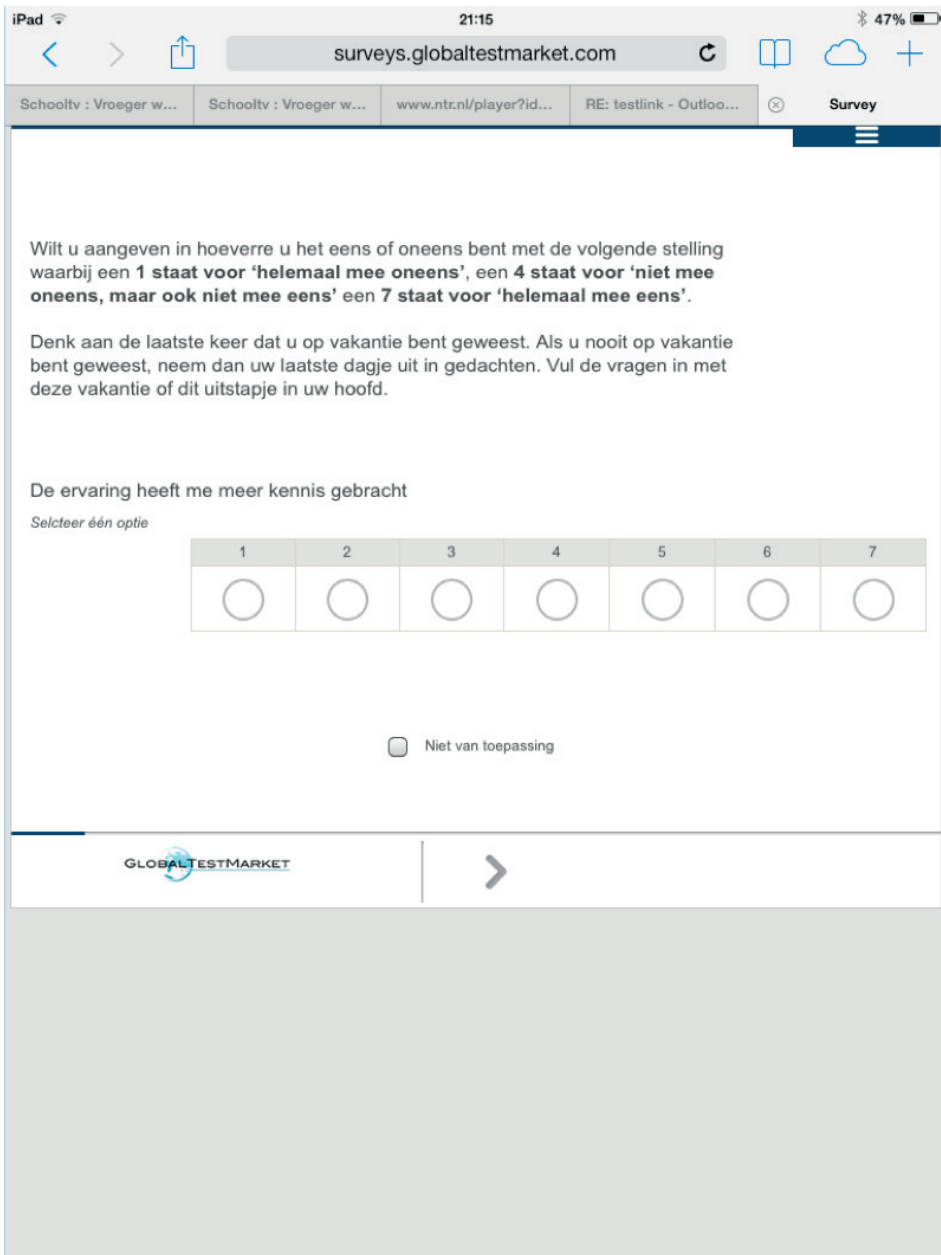 iPad 21:15 47%
surveys.globaltestmarket.com
Schooltv : Vroeger w... Schooltv : Vroeger w... www.ntr.nl/player?id... RE: testlink - Outloo... Survey
Wilt u aangeven in hoeverre u het eens of oneens bent met de volgende stelling
waarbij een 1 staat voor ‘helemaal mee oneens’, een 4 staat voor ‘niet mee
oneens, maar ook niet mee eens’ een 7 staat voor ‘helemaal mee eens’.
Denk aan de laatste keer dat u op vakantie bent geweest. Als u nooit op vakantie
bent geweest, neem dan uw laatste dagje uit in gedachten. Vul de vragen in met
deze vakantie of dit uitstapje in uw hoofd.
De ervaring heeft me meer kennis gebracht
Selcteer één optie
1 2 3 4 5 6 7
Niet van toepassing
GLOBALTESTMARKET